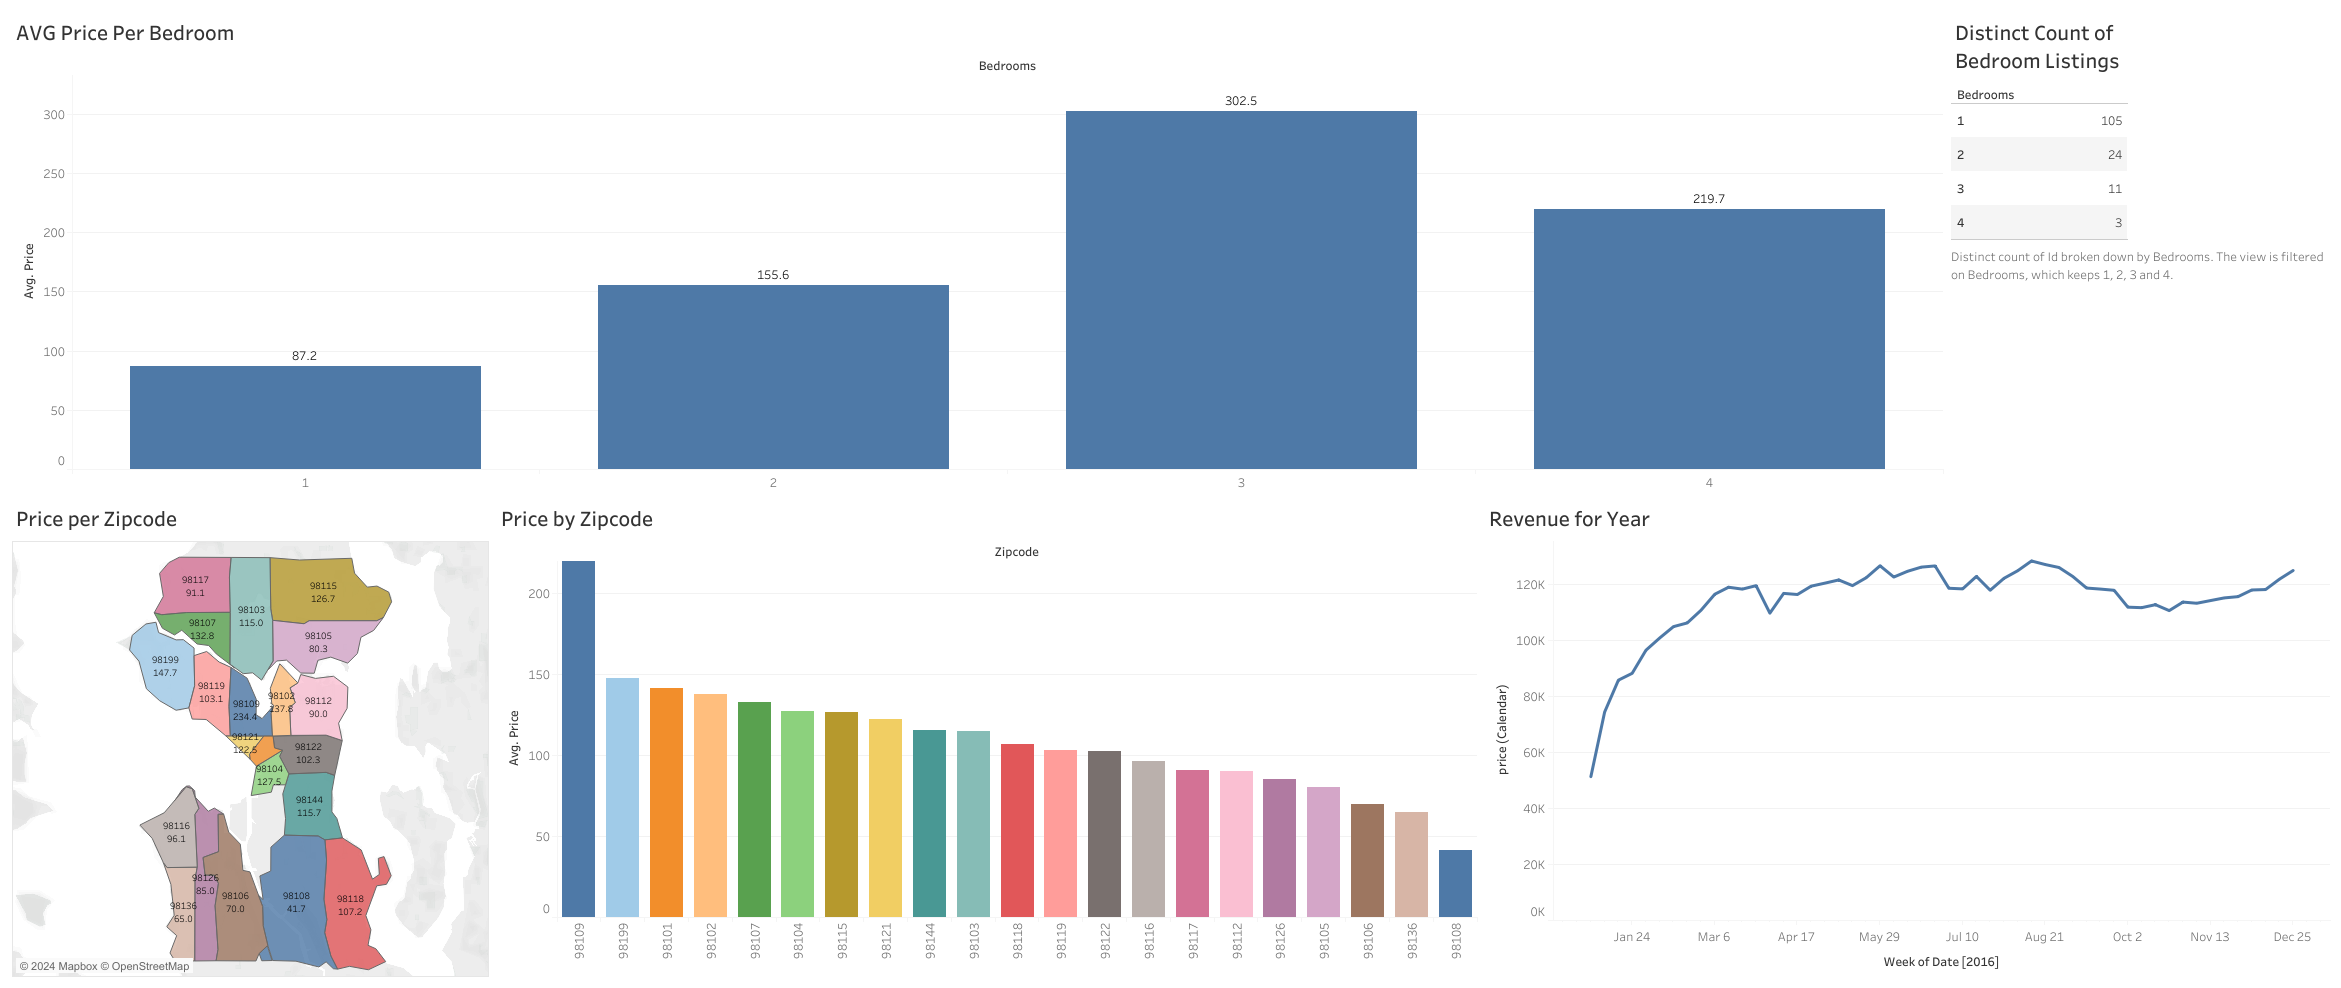 AVG Price Per Bedroom
Bedrooms
Avg. Price
300
250
200
150
100
50
0
87.2
155.6
302.5
219.7
1
2
3
4
Distinct Count of
Bedroom Listings
Bedrooms
1 105
2 24
3 11
4 3
Distinct count of Id broken down by Bedrooms. The view is filtered
on Bedrooms, which keeps 1, 2, 3 and 4.
Price per Zipcode
98117
91.1
98103
115.0
98115
126.7
98107
132.8
98105
80.3
98199
147.7
98119
103.1
98109
234.4
98102
137.8
98112
90.0
98121
122.5
98122
102.3
98104
127.5
98144
115.7
98116
96.1
98126
85.0
98136
65.0
98106
70.0
98108
41.7
98118
107.2
© 2024 Mapbox © OpenStreetMap
Price by Zipcode
Zipcode
Avg. Price
200
150
100
50
0
98109
98199
98101
98102
98107
98104
98115
98121
98144
98103
98118
98119
98122
98116
98117
98112
98126
98105
98106
98136
98108
Revenue for Year
price (Calendar)
120K
100K
80K
60K
40K
20K
0K
Jan 24
Mar 6
Apr 17
May 29
Jul 10
Aug 21
Oct 2
Nov 13
Dec 25
Week of Date [2016]